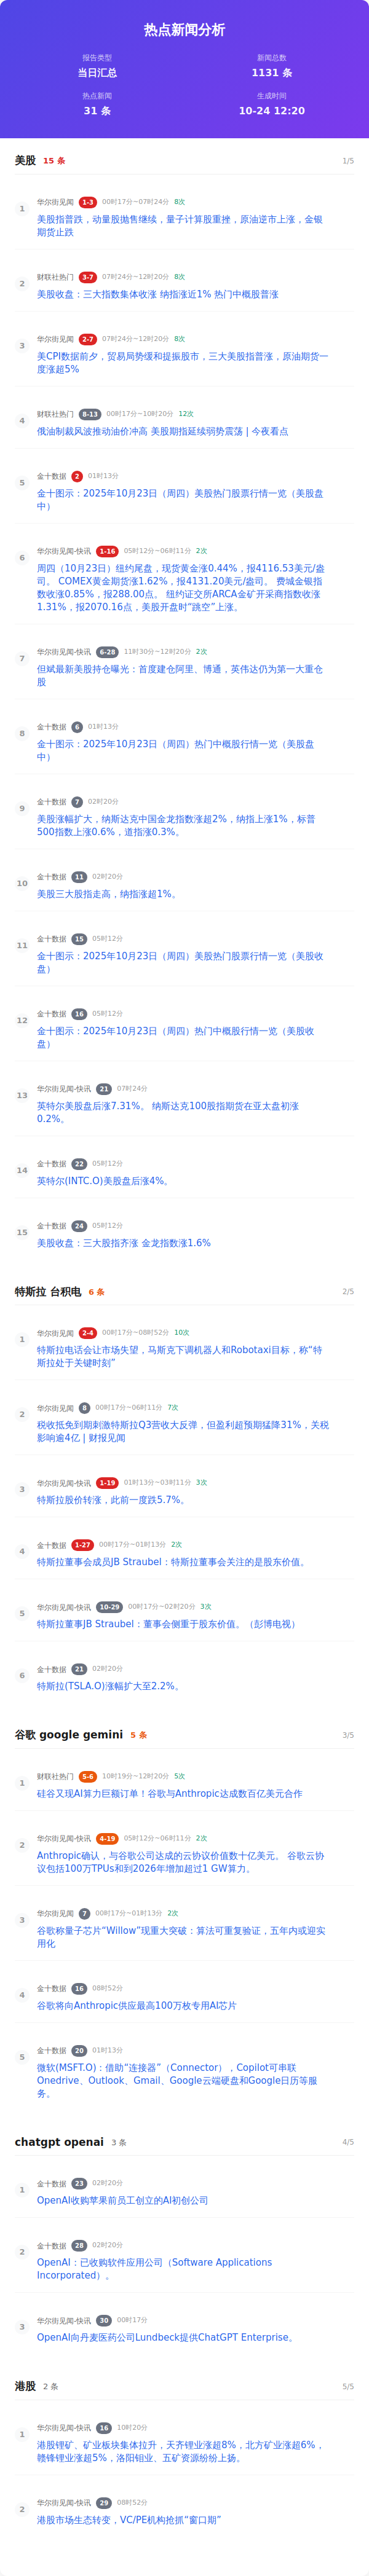 热点新闻分析
报告类型
当日汇总
新闻总数
1131 条
热点新闻
31 条
生成时间
10-24 12:20
美股 15 条 1/5
1
华尔街见闻 1-3 00时17分~07时24分 8次
美股指普跌，动量股抛售继续，量子计算股重挫，原油逆市上涨，金银
期货止跌
2
财联社热门 3-7 07时24分~12时20分 8次
美股收盘：三大指数集体收涨 纳指涨近1% 热门中概股普涨
3
华尔街见闻 2-7 07时24分~12时20分 8次
美CPI数据前夕，贸易局势缓和提振股市，三大美股指普涨，原油期货一
度涨超5%
4
财联社热门 8-13 00时17分~10时20分 12次
俄油制裁风波推动油价冲高 美股期指延续弱势震荡 | 今夜看点
5
金十数据 2 01时13分
金十图示：2025年10月23日（周四）美股热门股票行情一览（美股盘
中）
6
华尔街见闻-快讯 1-16 05时12分~06时11分 2次
周四（10月23日）纽约尾盘，现货黄金涨0.44%，报4116.53美元/盎
司。 COMEX黄金期货涨1.62%，报4131.20美元/盎司。 费城金银指
数收涨0.85%，报288.00点。 纽约证交所ARCA金矿开采商指数收涨
1.31%，报2070.16点，美股开盘时“跳空”上涨。
7
华尔街见闻-快讯 6-28 11时30分~12时20分 2次
但斌最新美股持仓曝光：首度建仓阿里、博通，英伟达仍为第一大重仓
股
8
金十数据 6 01时13分
金十图示：2025年10月23日（周四）热门中概股行情一览（美股盘
中）
9
金十数据 7 02时20分
美股涨幅扩大，纳斯达克中国金龙指数涨超2%，纳指上涨1%，标普
500指数上涨0.6%，道指涨0.3%。
10
金十数据 11 02时20分
美股三大股指走高，纳指涨超1%。
11
金十数据 15 05时12分
金十图示：2025年10月23日（周四）美股热门股票行情一览（美股收
盘）
12
金十数据 16 05时12分
金十图示：2025年10月23日（周四）热门中概股行情一览（美股收
盘）
13
华尔街见闻-快讯 21 07时24分
英特尔美股盘后涨7.31%。 纳斯达克100股指期货在亚太盘初涨
0.2%。
14
金十数据 22 05时12分
英特尔(INTC.O)美股盘后涨4%。
15
金十数据 24 05时12分
美股收盘：三大股指齐涨 金龙指数涨1.6%
特斯拉 台积电 6 条 2/5
1
华尔街见闻 2-4 00时17分~08时52分 10次
特斯拉电话会让市场失望，马斯克下调机器人和Robotaxi目标，称“特
斯拉处于关键时刻”
2
华尔街见闻 8 00时17分~06时11分 7次
税收抵免到期刺激特斯拉Q3营收大反弹，但盈利超预期猛降31%，关税
影响逾4亿 | 财报见闻
3
华尔街见闻-快讯 1-19 01时13分~03时11分 3次
特斯拉股价转涨，此前一度跌5.7%。
4
金十数据 1-27 00时17分~01时13分 2次
特斯拉董事会成员JB Straubel：特斯拉董事会关注的是股东价值。
5
华尔街见闻-快讯 10-29 00时17分~02时20分 3次
特斯拉董事JB Straubel：董事会侧重于股东价值。（彭博电视）
6
金十数据 21 02时20分
特斯拉(TSLA.O)涨幅扩大至2.2%。
谷歌 google gemini 5 条 3/5
1
财联社热门 5-6 10时19分~12时20分 5次
硅谷又现AI算力巨额订单！谷歌与Anthropic达成数百亿美元合作
2
华尔街见闻-快讯 4-19 05时12分~06时11分 2次
Anthropic确认，与谷歌公司达成的云协议价值数十亿美元。 谷歌云协
议包括100万TPUs和到2026年增加超过1 GW算力。
3
华尔街见闻 7 00时17分~01时13分 2次
谷歌称量子芯片“Willow”现重大突破：算法可重复验证，五年内或迎实
用化
4
金十数据 16 08时52分
谷歌将向Anthropic供应最高100万枚专用AI芯片
5
金十数据 20 01时13分
微软(MSFT.O)：借助“连接器”（Connector），Copilot可串联
Onedrive、Outlook、Gmail、Google云端硬盘和Google日历等服
务。
chatgpt openai 3 条 4/5
1
金十数据 23 02时20分
OpenAI收购苹果前员工创立的AI初创公司
2
金十数据 28 02时20分
OpenAI：已收购软件应用公司（Software Applications
Incorporated）。
3
华尔街见闻-快讯 30 00时17分
OpenAI向丹麦医药公司Lundbeck提供ChatGPT Enterprise。
港股 2 条 5/5
1
华尔街见闻-快讯 16 10时20分
港股锂矿、矿业板块集体拉升，天齐锂业涨超8%，北方矿业涨超6%，
赣锋锂业涨超5%，洛阳钼业、五矿资源纷纷上扬。
2
华尔街见闻-快讯 29 08时52分
港股市场生态转变，VC/PE机构抢抓“窗口期”